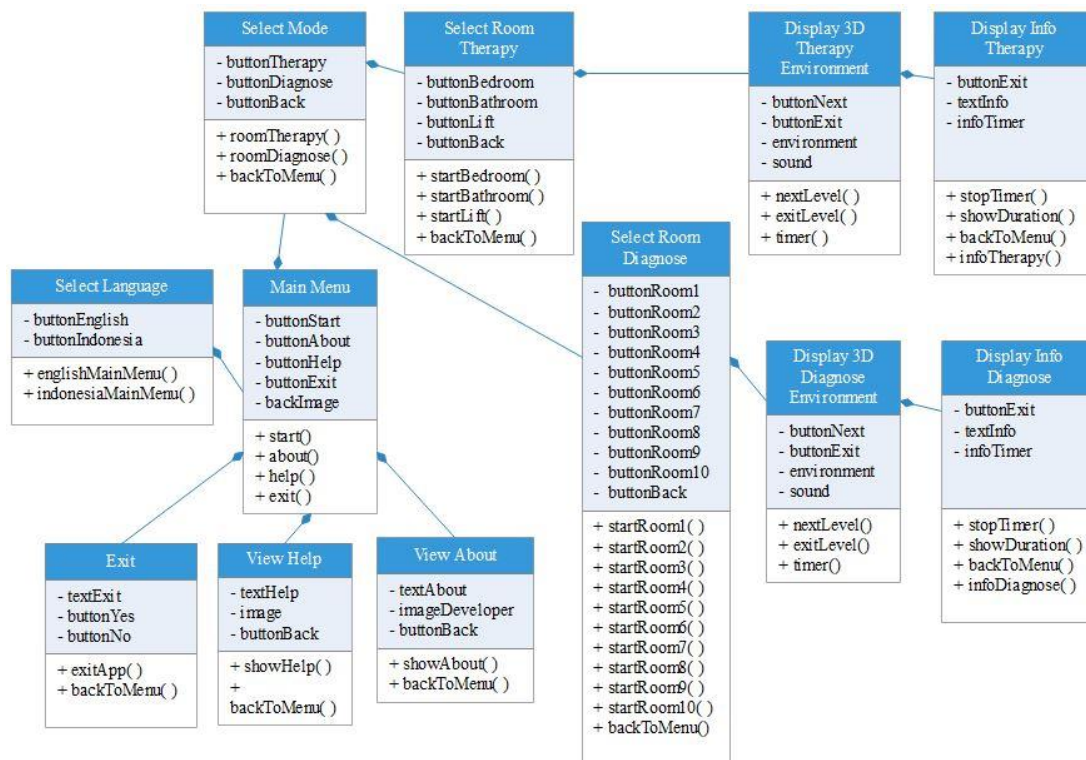 Select Mode
- buttonTherapy
- buttonDiagnose
- buttonBack
+ roomTherapy( )
+ roomDiagnose( )
+ backToMenu( )
Select Room
Therapy
- buttonBedroom
- buttonBathroom
- buttonLift
- buttonBack
+ startBedroom( )
+ startBathroom( )
+ startLift( )
+ backToMenu( )
Display 3D
Therapy
Environment
- buttonNext
- buttonExit
- environment
- sound
+ nextLevel( )
+ exitLevel( )
+ timer( )
Display Info
Therapy
- buttonExit
- textInfo
- infoTimer
+ stopTimer( )
+ showDuration( )
+ backToMenu( )
+ infoTherapy( )
Select Language
- buttonEnglish
- buttonIndonesia
+ englishMainMenu( )
+ indonesiaMainMenu( )
Main Menu
- buttonStart
- buttonAbout
- buttonHelp
- buttonExit
- backImage
+ start()
+ about()
+ help( )
+ exit( )
Select Room
Diagnose
- buttonRoom1
- buttonRoom2
- buttonRoom3
- buttonRoom4
- buttonRoom5
- buttonRoom6
- buttonRoom7
- buttonRoom8
- buttonRoom9
- buttonRoom10
- buttonBack
+ startRoom1( )
+ startRoom2( )
+ startRoom3( )
+ startRoom4( )
+ startRoom5( )
+ startRoom6( )
+ startRoom7( )
+ startRoom8( )
+ startRoom9( )
+ startRoom10( )
+ backToMenu()
Display 3D
Diagnose
Environment
- buttonNext
- buttonExit
- environment
- sound
+ nextLevel()
+ exitLevel( )
+ timer()
Display Info
Diagnose
- buttonExit
- textInfo
- infoTimer
+ stopTimer( )
+ showDuration( )
+ backToMenu( )
+ infoDiagnose( )
Exit
- textExit
- buttonYes
- buttonNo
+ exitApp( )
+ backToMenu( )
View Help
- textHelp
- image
- buttonBack
+ showHelp( )
+
backToMenu( )
View About
- textAbout
- imageDeveloper
- buttonBack
+ showAbout( )
+ backToMenu( )